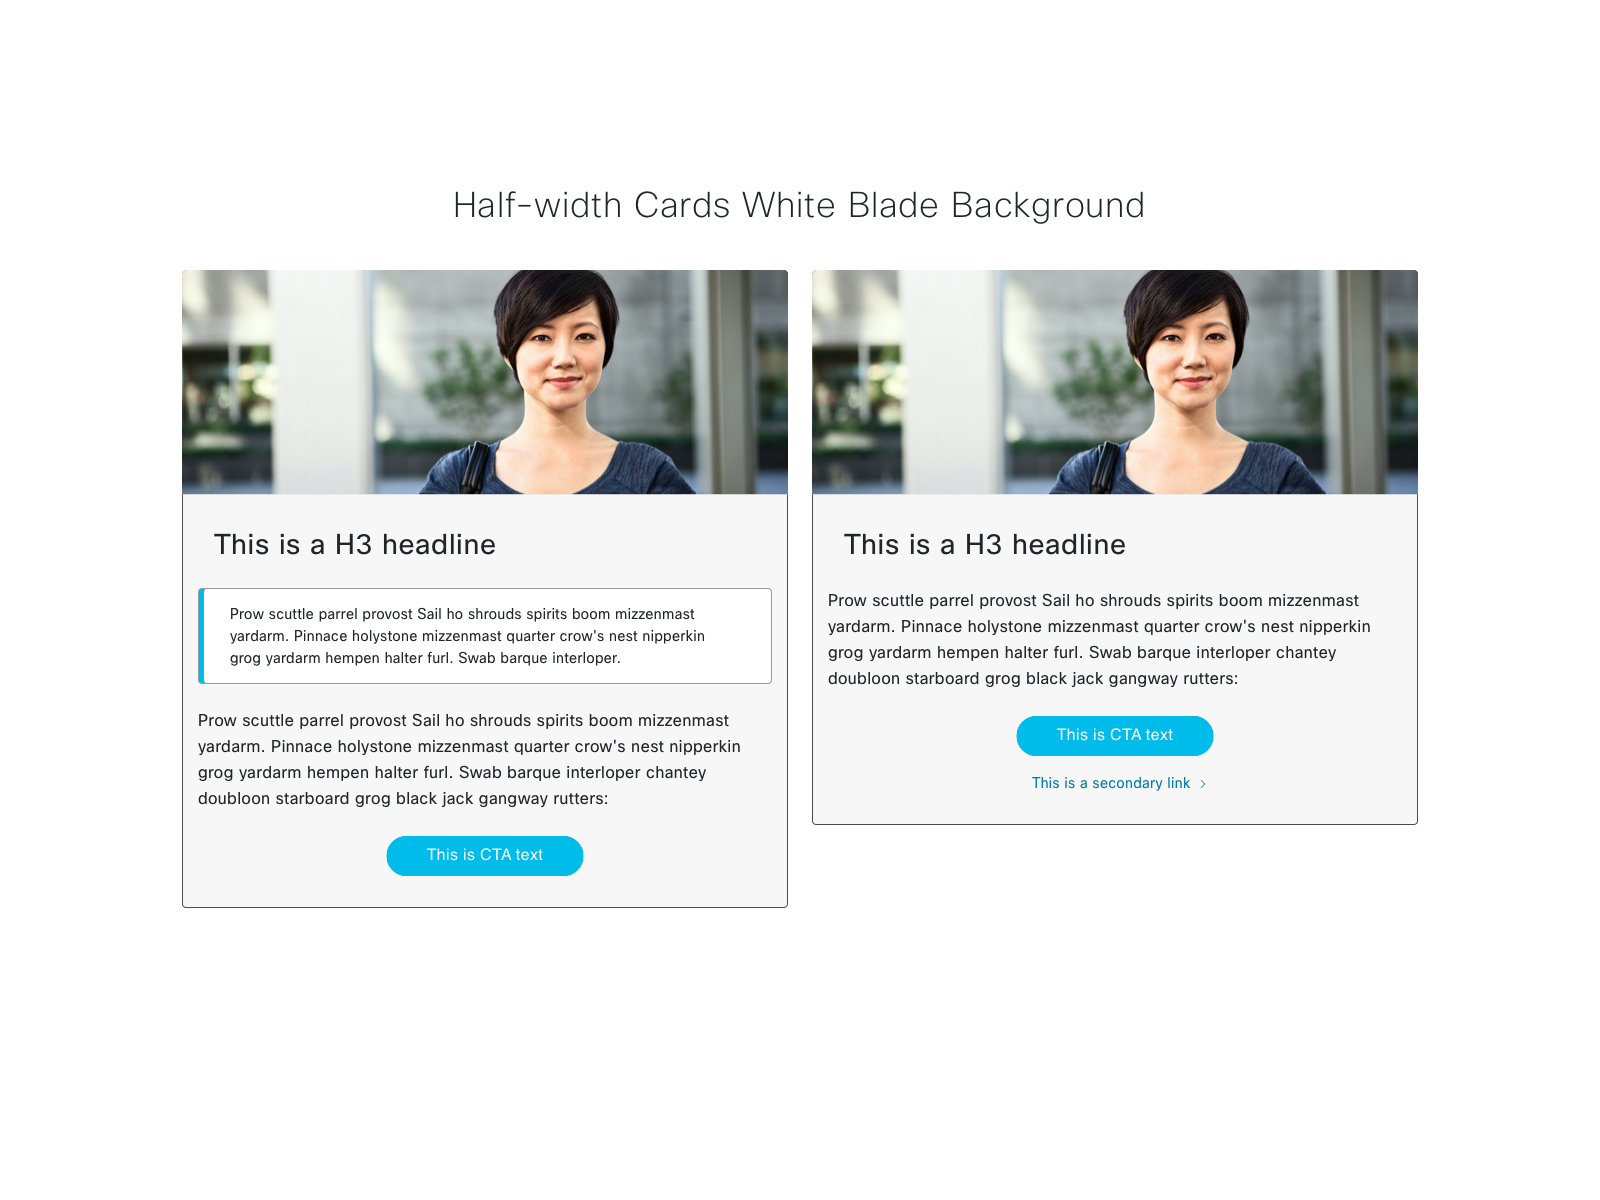 Half-width Cards White Blade Background
This is a H3 headline
Prow scuttle parrel provost Sail ho shrouds spirits boom mizzenmast
yardarm. Pinnace holystone mizzenmast quarter crow's nest nipperkin
grog yardarm hempen halter furl. Swab barque interloper.
Prow scuttle parrel provost Sail ho shrouds spirits boom mizzenmast
yardarm. Pinnace holystone mizzenmast quarter crow's nest nipperkin
grog yardarm hempen halter furl. Swab barque interloper chantey
doubloon starboard grog black jack gangway rutters:
This is CTA text
This is a H3 headline
Prow scuttle parrel provost Sail ho shrouds spirits boom mizzenmast
yardarm. Pinnace holystone mizzenmast quarter crow's nest nipperkin
grog yardarm hempen halter furl. Swab barque interloper chantey
doubloon starboard grog black jack gangway rutters:
This is CTA text
This is a secondary link